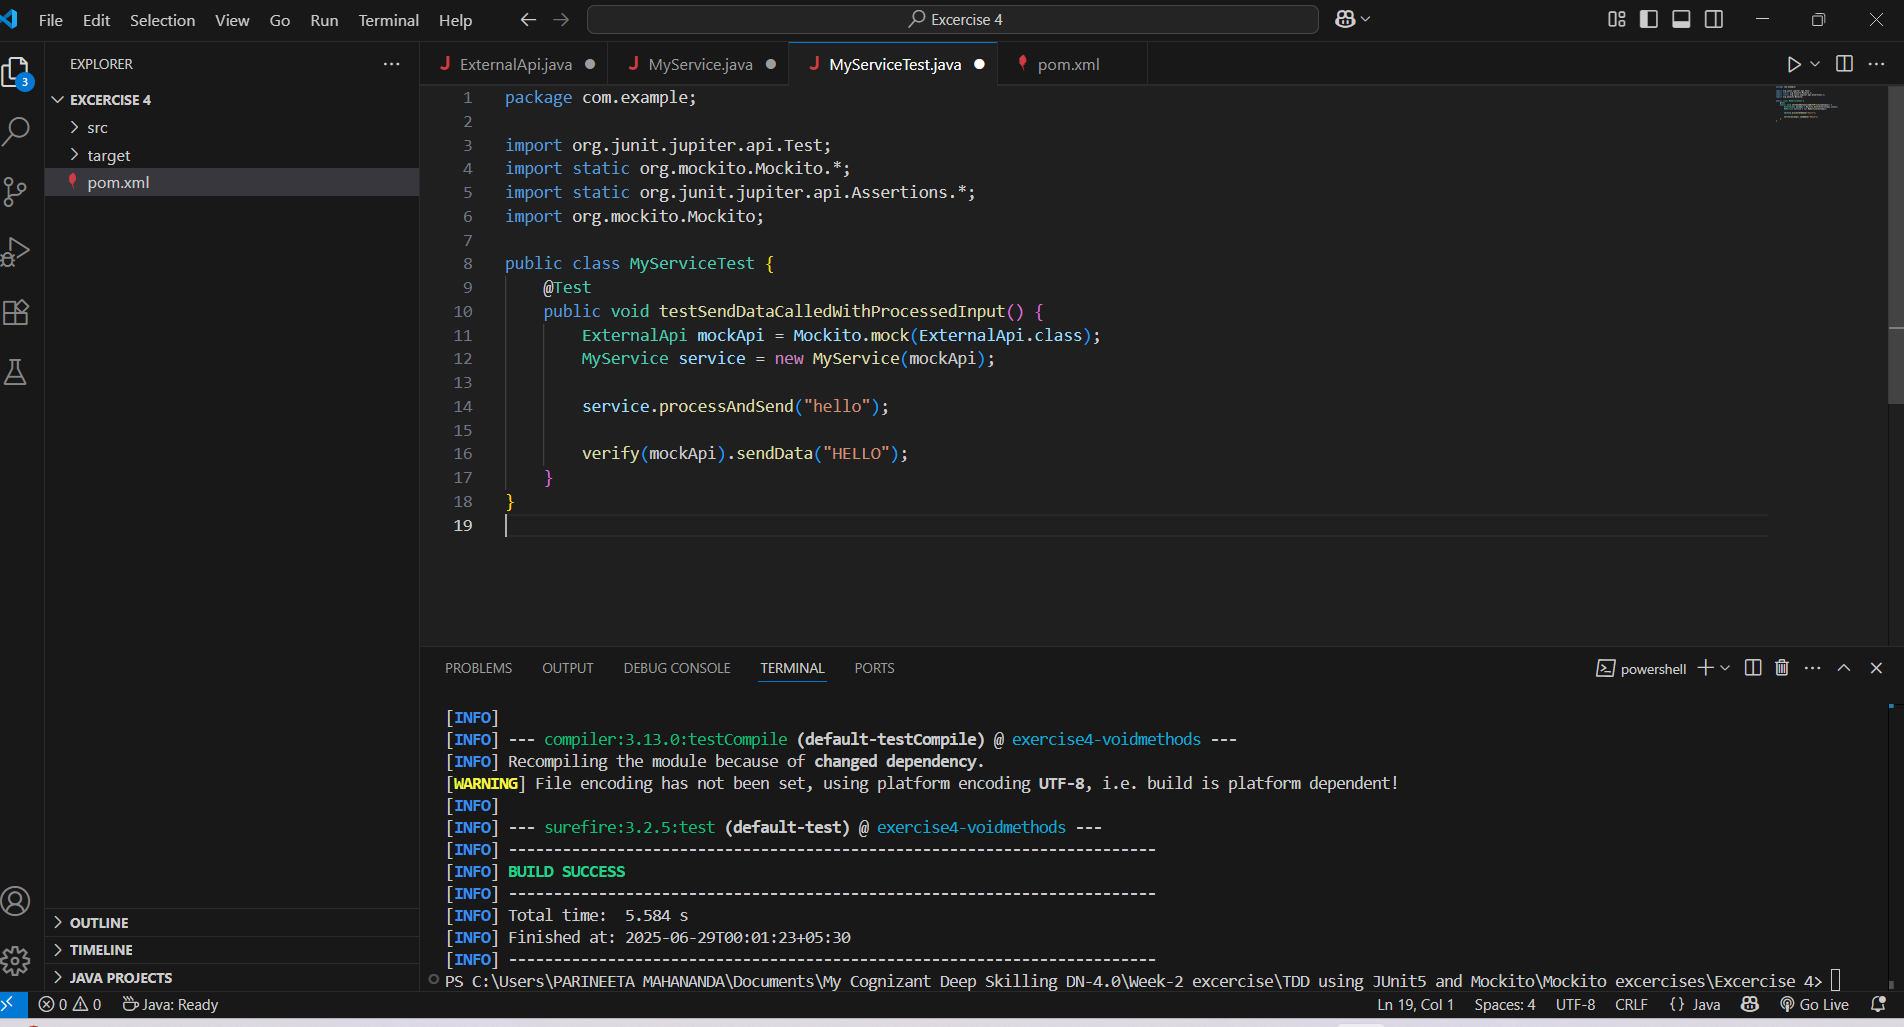 File Edit Selection View Go Run Terminal Help
Excercise 4
EXPLORER
3
EXCERCISE 4
src
target
pom.xml
ExternalApi.java
MyService.java
MyServiceTest.java
pom.xml
1 package com.example;
2
3 import org.junit.jupiter.api.Test;
4 import static org.mockito.Mockito.*;
5 import static org.junit.jupiter.api.Assertions.*;
6 import org.mockito.Mockito;
7
8 public class MyServiceTest {
9 @Test
10 public void testSendDataCalledWithProcessedInput() {
11 ExternalApi mockApi = Mockito.mock(ExternalApi.class);
12 MyService service = new MyService(mockApi);
13
14 service.processAndSend("hello");
15
16 verify(mockApi).sendData("HELLO");
17 }
18 }
19
PROBLEMS OUTPUT DEBUG CONSOLE TERMINAL PORTS
powershell
[INFO]
[INFO] --- compiler:3.13.0:testCompile (default-testCompile) @ exercise4-voidmethods ---
[INFO] Recompiling the module because of changed dependency.
[WARNING] File encoding has not been set, using platform encoding UTF-8, i.e. build is platform dependent!
[INFO]
[INFO] --- surefire:3.2.5:test (default-test) @ exercise4-voidmethods ---
[INFO] ------------------------------------------------------------------------
[INFO] BUILD SUCCESS
[INFO] ------------------------------------------------------------------------
[INFO] Total time:  5.584 s
[INFO] Finished at: 2025-06-29T00:01:23+05:30
[INFO] ------------------------------------------------------------------------
PS C:\Users\PARINEETA MAHANANDA\Documents\My Cognizant Deep Skilling DN-4.0\Week-2 excercise\TDD using JUnit5 and Mockito\Mockito excercises\Excercise 4>
OUTLINE
TIMELINE
JAVA PROJECTS
0 0 Java: Ready
Ln 19, Col 1 Spaces: 4 UTF-8 CRLF {} Java Go Live